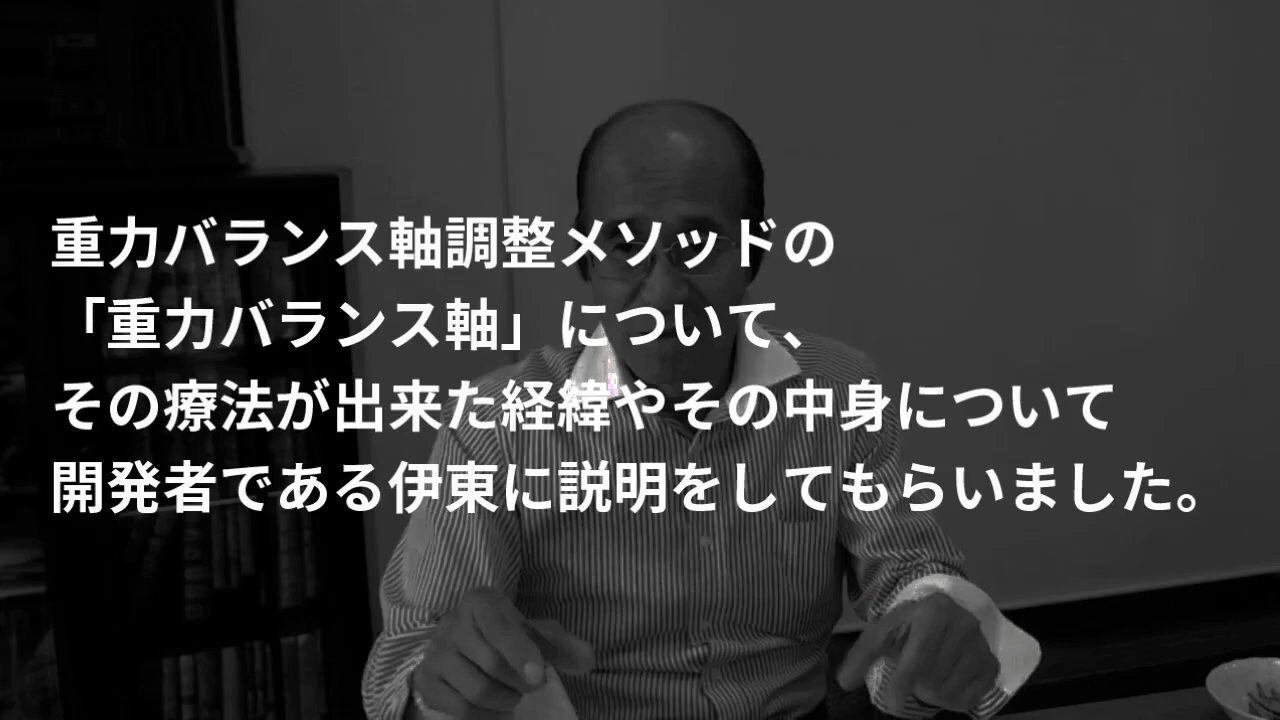 重力バランス軸調整メソッドの
「重力バランス軸」について、
その療法が出来た経緯やその中身について
開発者である伊東に説明をしてもらいました。